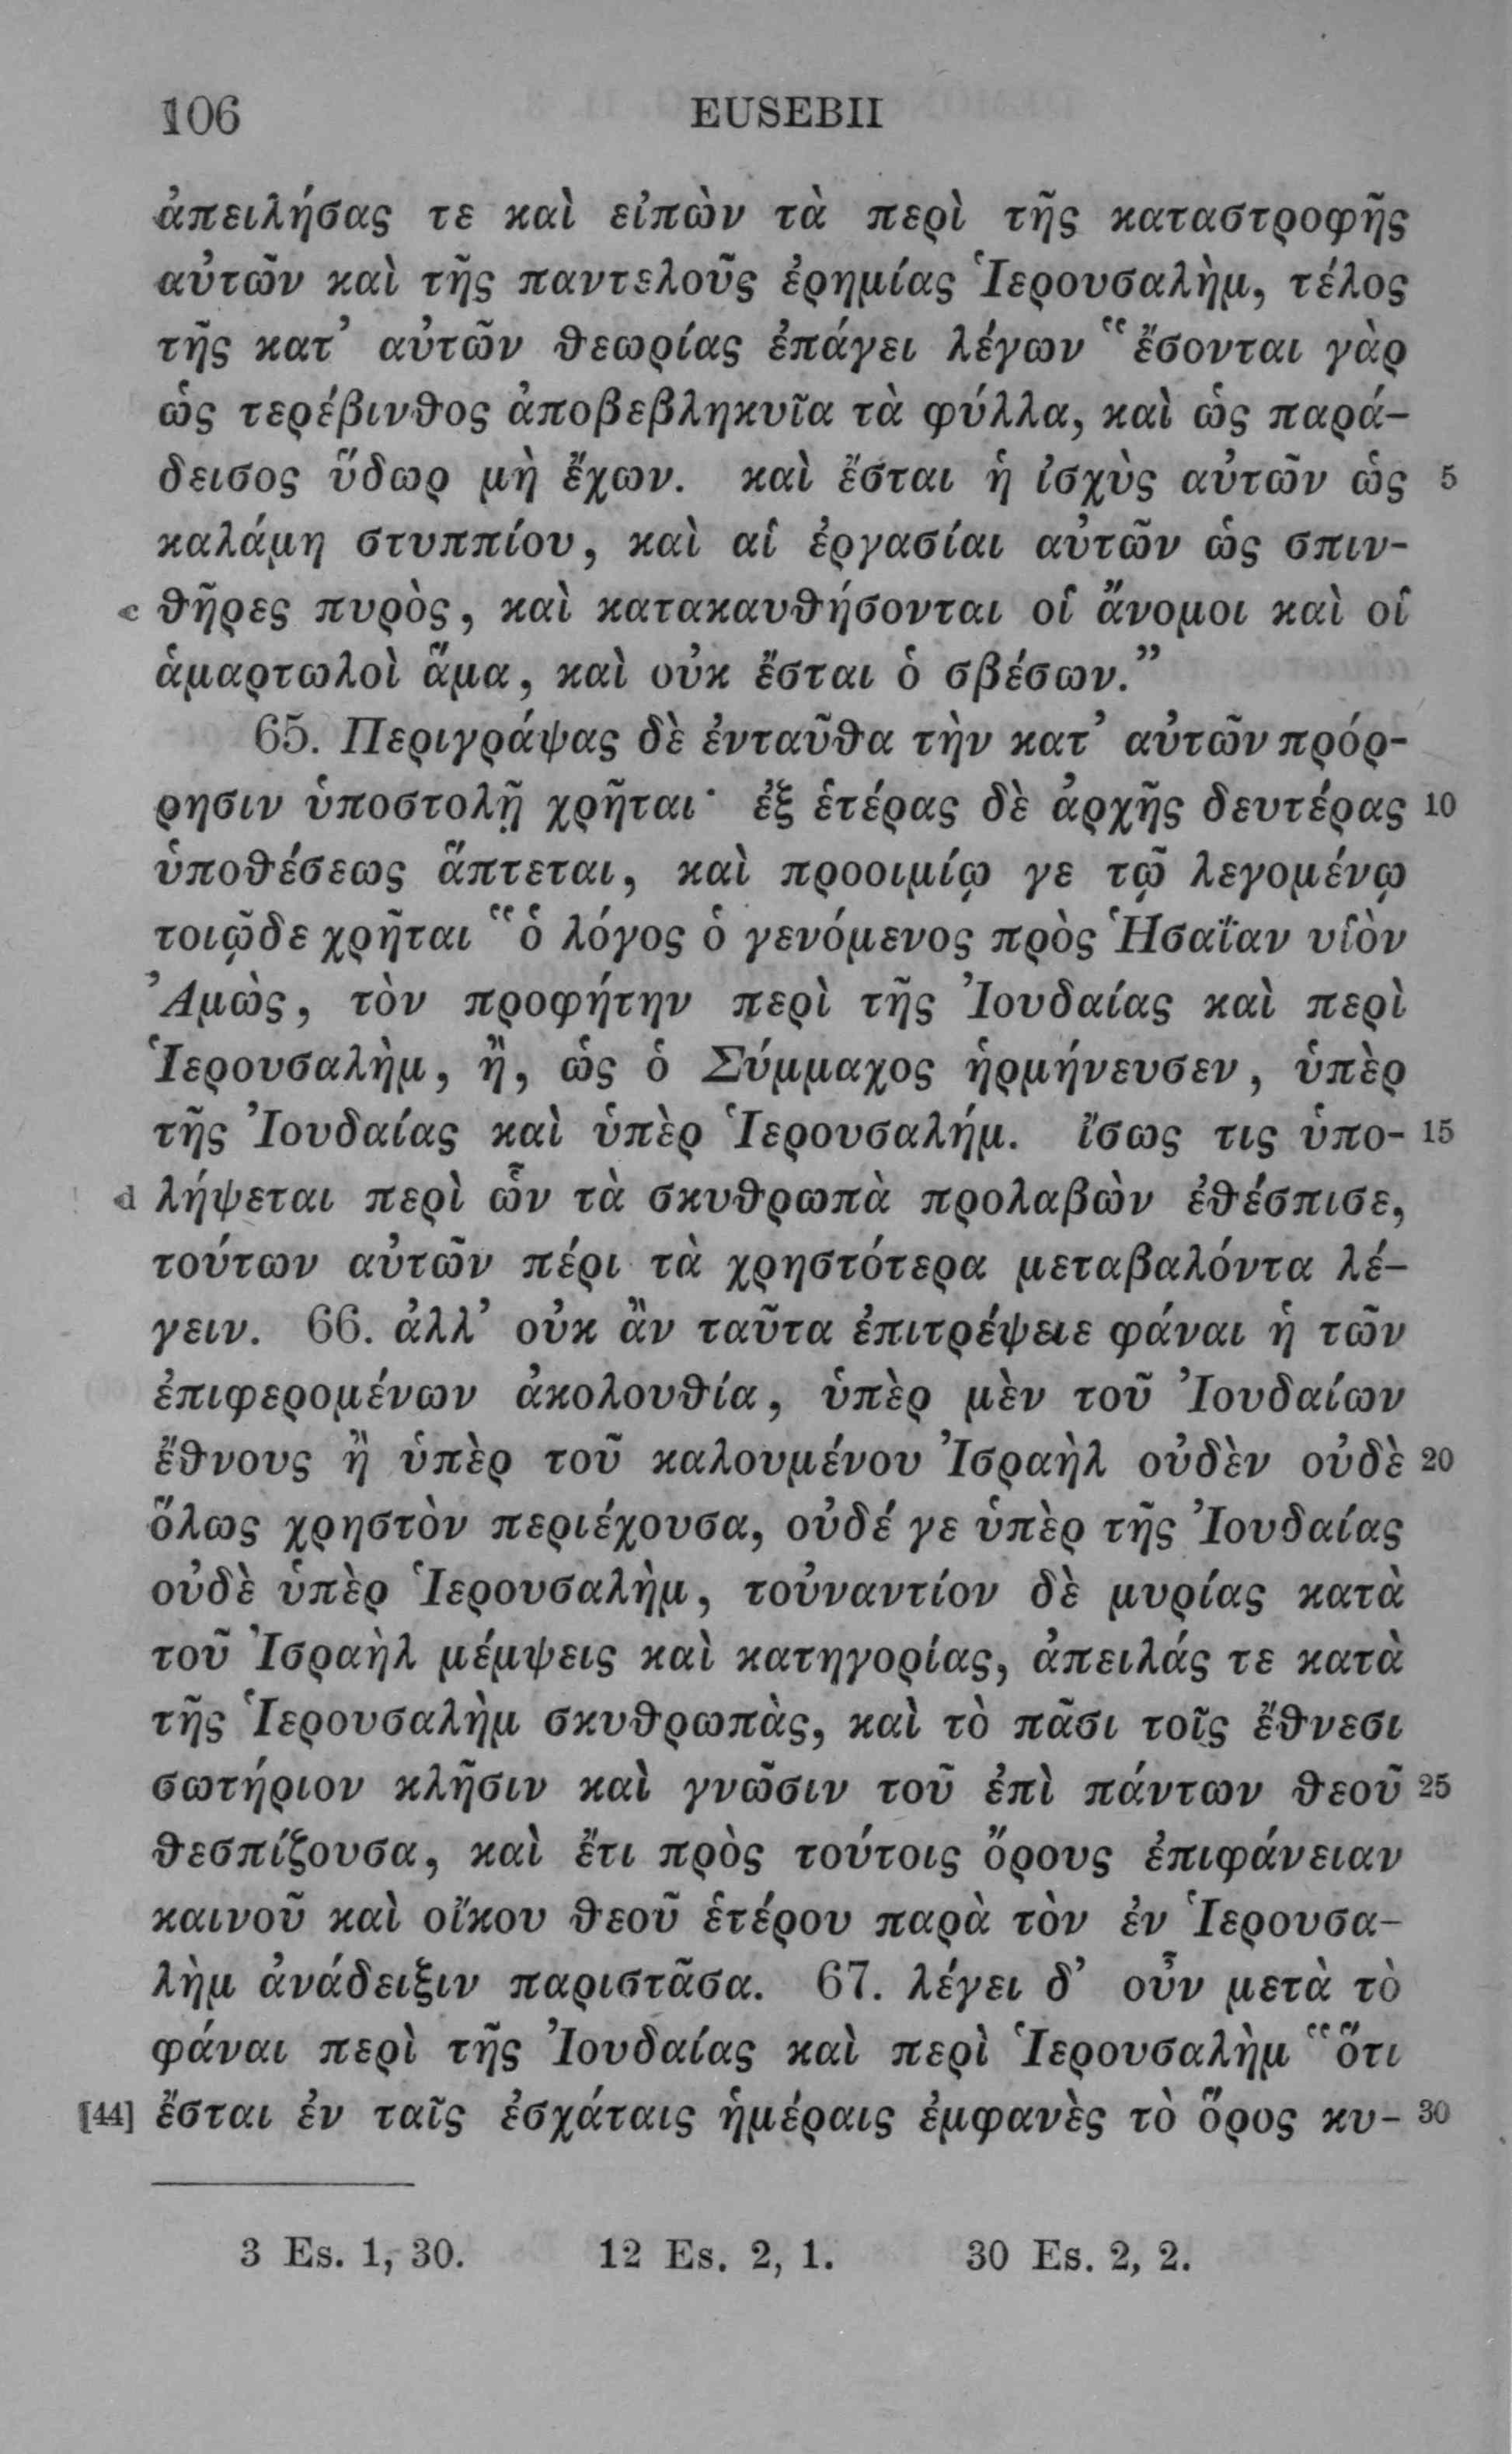 106 EUSEBII
ἀπειλήσας τε καὶ εἰπὼν τὰ περὶ τῆς καταστροφῆς
αὐτῶν καὶ τῆς παντελοῦς ἐρημίας Ἱερουσαλὴμ, τέλος
τῆς κατ’ αὐτῶν θεωρίας ἐπάγει λέγων “ἔσονται γὰρ
ὡς τερέβινθος ἀποβεβληκυῖα τὰ φύλλα, καὶ ὡς παρά-
δεισος ὕδωρ μὴ ἔχων. καὶ ἔσται ἡ ἰσχὺς αὐτῶν ὡς 5
καλάμη στυππίου, καὶ αἱ ἐργασίαι αὐτῶν ὡς σπιν-
c θῆρες πυρὸς, καὶ κατακαυθήσονται οἱ ἄνομοι καὶ οἱ
ἁμαρτωλοὶ ἅμα, καὶ οὐκ ἔσται ὁ σβέσων.”
65. Περιγράψας δὲ ἐνταῦθα τὴν κατ’ αὐτῶν πρόρ-
ρησιν ὑποστολῇ χρῆται· ἐξ ἑτέρας δὲ ἀρχῆς δευτέρας 10
ὑποθέσεως ἅπτεται, καὶ προοιμίῳ γε τῷ λεγομένῳ
τοιῷδε χρῆται “ὁ λόγος ὁ γενόμενος πρὸς Ἡσαΐαν υἱὸν
Ἀμὼς, τὸν προφήτην περὶ τῆς Ἰουδαίας καὶ περὶ
Ἱερουσαλὴμ, ἢ, ὡς ὁ Σύμμαχος ἡρμήνευσεν, ὑπὲρ
τῆς Ἰουδαίας καὶ ὑπὲρ Ἱερουσαλήμ. ἴσως τις ὑπο- 15
d λήψεται περὶ ὧν τὰ σκυθρωπὰ προλαβὼν ἐθέσπισε,
τούτων αὐτῶν πέρι τὰ χρηστότερα μεταβαλόντα λέ-
γειν. 66. ἀλλ’ οὐκ ἂν ταῦτα ἐπιτρέψειε φάναι ἡ τῶν
ἐπιφερομένων ἀκολουθία, ὑπὲρ μὲν τοῦ Ἰουδαίων
ἔθνους ἢ ὑπὲρ τοῦ καλουμένου Ἰσραὴλ οὐδὲν οὐδὲ 20
ὅλως χρηστὸν περιέχουσα, οὐδέ γε ὑπὲρ τῆς Ἰουδαίας
οὐδὲ ὑπὲρ Ἱερουσαλὴμ, τοὐναντίον δὲ μυρίας κατὰ
τοῦ Ἰσραὴλ μέμψεις καὶ κατηγορίας, ἀπειλάς τε κατὰ
τῆς Ἱερουσαλὴμ σκυθρωπὰς, καὶ τὸ πᾶσι τοῖς ἔθνεσι
σωτήριον κλῆσιν καὶ γνῶσιν τοῦ ἐπὶ πάντων θεοῦ 25
θεσπίζουσα, καὶ ἔτι πρὸς τούτοις ὄρους ἐπιφάνειαν
καινοῦ καὶ οἴκου θεοῦ ἑτέρου παρὰ τὸν ἐν Ἱερουσα-
λὴμ ἀνάδειξιν παριστᾶσα. 67. λέγει δ’ οὖν μετὰ τὸ
φάναι περὶ τῆς Ἰουδαίας καὶ περὶ Ἱερουσαλὴμ “ὅτι
[44] ἔσται ἐν ταῖς ἐσχάταις ἡμέραις ἐμφανὲς τὸ ὄρος κυ- 30
3 Es. 1, 30. 12 Es. 2, 1. 30 Es. 2, 2.